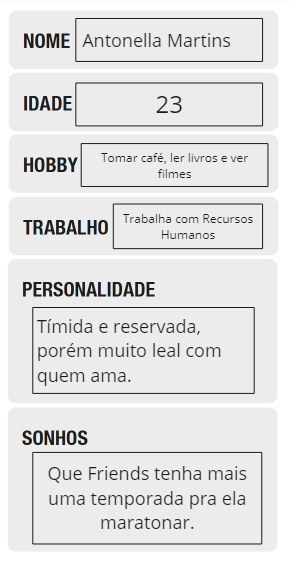 NOME Antonella Martins
IDADE 23
HOBBY Tomar café, ler livros e ver
filmes
TRABALHO Trabalha com Recursos
Humanos
PERSONALIDADE
Tímida e reservada,
porém muito leal com
quem ama.
SONHOS
Que Friends tenha mais
uma temporada pra ela
maratonar.